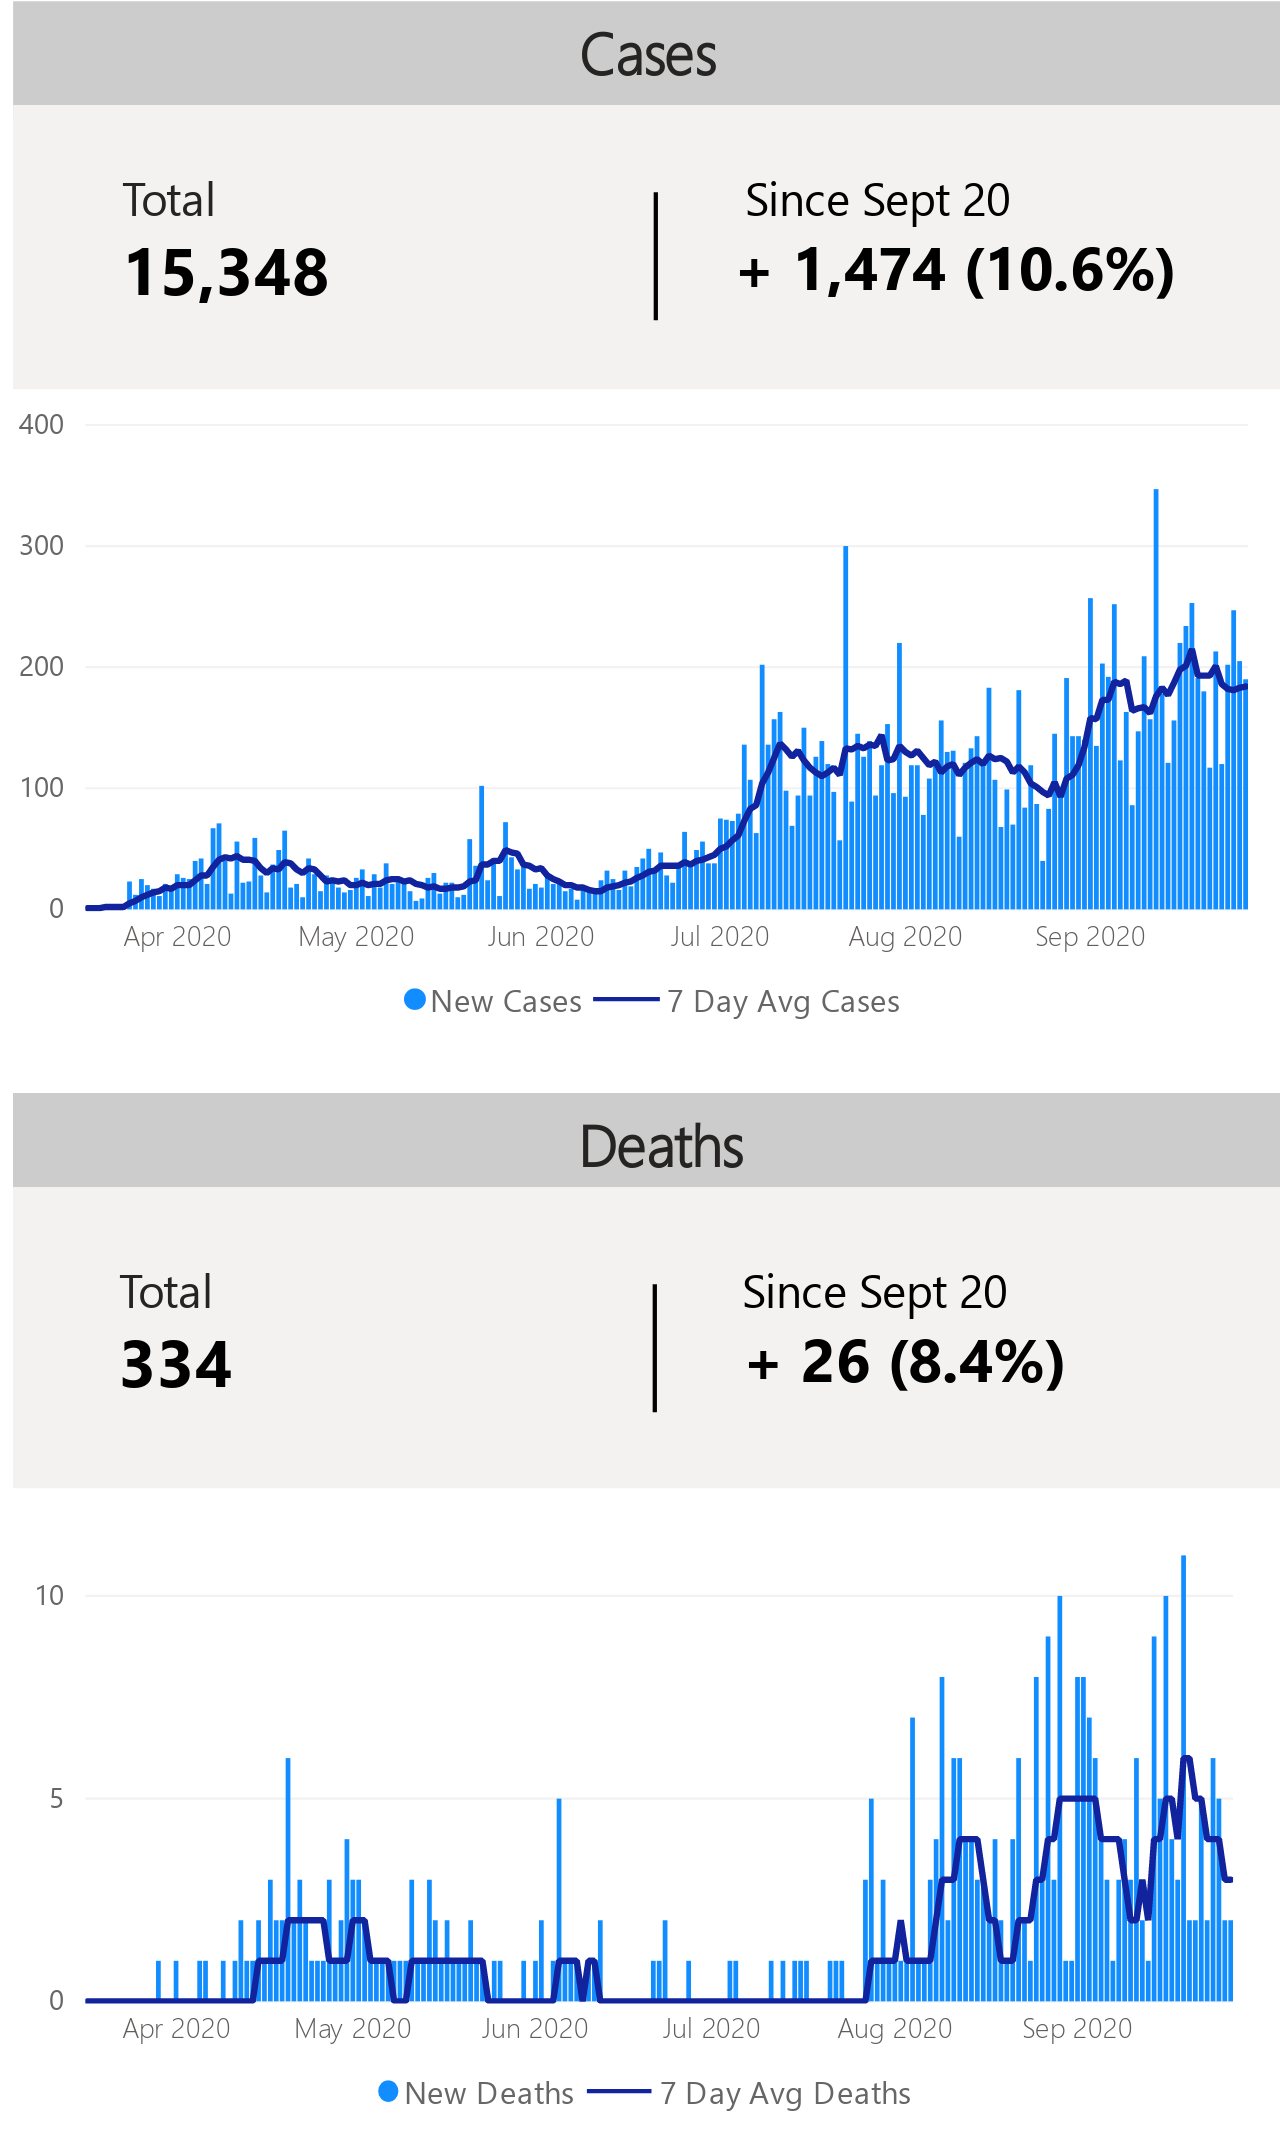 Cases
Total
15,348
Since Sept 20
+ 1,474 (10.6%)
400
300
200
100
0
Apr 2020 May 2020 Jun 2020 Jul 2020 Aug 2020 Sep 2020
New Cases 7 Day Avg Cases
Deaths
Total
334
Since Sept 20
+ 26 (8.4%)
10
5
0
Apr 2020 May 2020 Jun 2020 Jul 2020 Aug 2020 Sep 2020
New Deaths 7 Day Avg Deaths